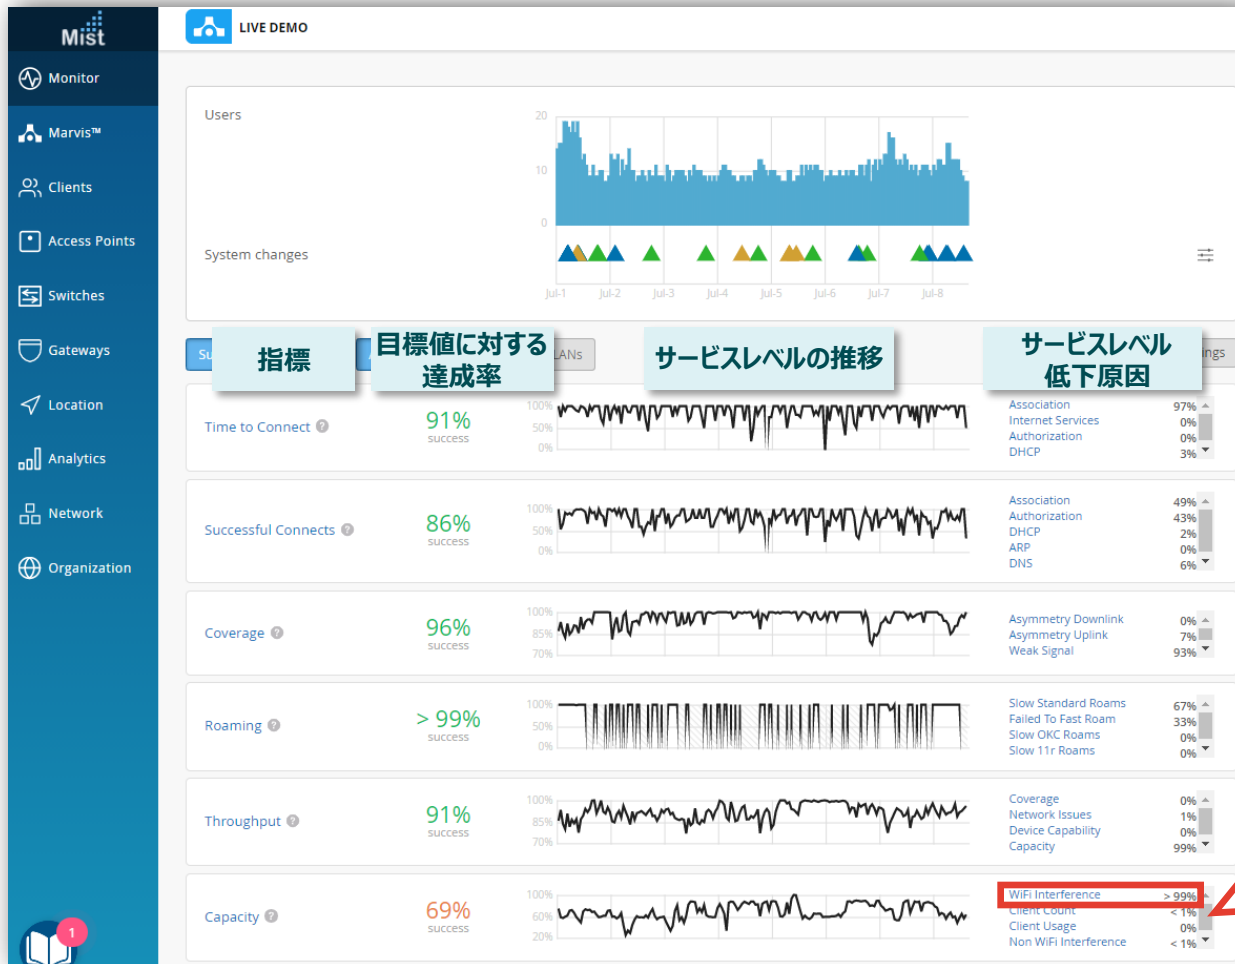 Mist
LIVE DEMO
Monitor
Marvis™
Clients
Access Points
Switches
Gateways
Location
Analytics
Network
Organization
1
Users
20
10
0
System changes
Jul-1 Jul-2 Jul-3 Jul-4 Jul-5 Jul-6 Jul-7 Jul-8
指標
目標値に対する
達成率
サービスレベルの推移
サービスレベル
低下原因
Su
LANs
ngs
Time to Connect
91%
success
100%
50%
0%
Association 97%
Internet Services 0%
Authorization 0%
DHCP 3%
Successful Connects
86%
success
100%
50%
0%
Association 49%
Authorization 43%
DHCP 2%
ARP 0%
DNS 6%
Coverage
96%
success
100%
85%
70%
Asymmetry Downlink 0%
Asymmetry Uplink 7%
Weak Signal 93%
Roaming
> 99%
success
100%
50%
0%
Slow Standard Roams 67%
Failed To Fast Roam 33%
Slow OKC Roams 0%
Slow 11r Roams 0%
Throughput
91%
success
100%
85%
70%
Coverage 0%
Network Issues 1%
Device Capability 0%
Capacity 99%
Capacity
69%
success
100%
60%
20%
WiFi Interference > 99%
Client Count < 1%
Client Usage 0%
Non WiFi Interference < 1%